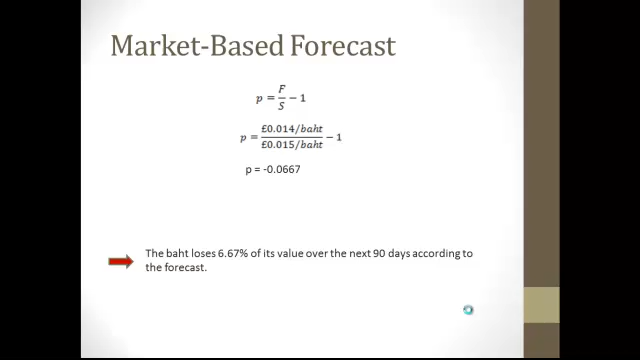 Market-Based Forecast
p = F/S − 1
p = £0.014/baht / £0.015/baht − 1
p = -0.0667
The baht loses 6.67% of its value over the next 90 days according to
the forecast.